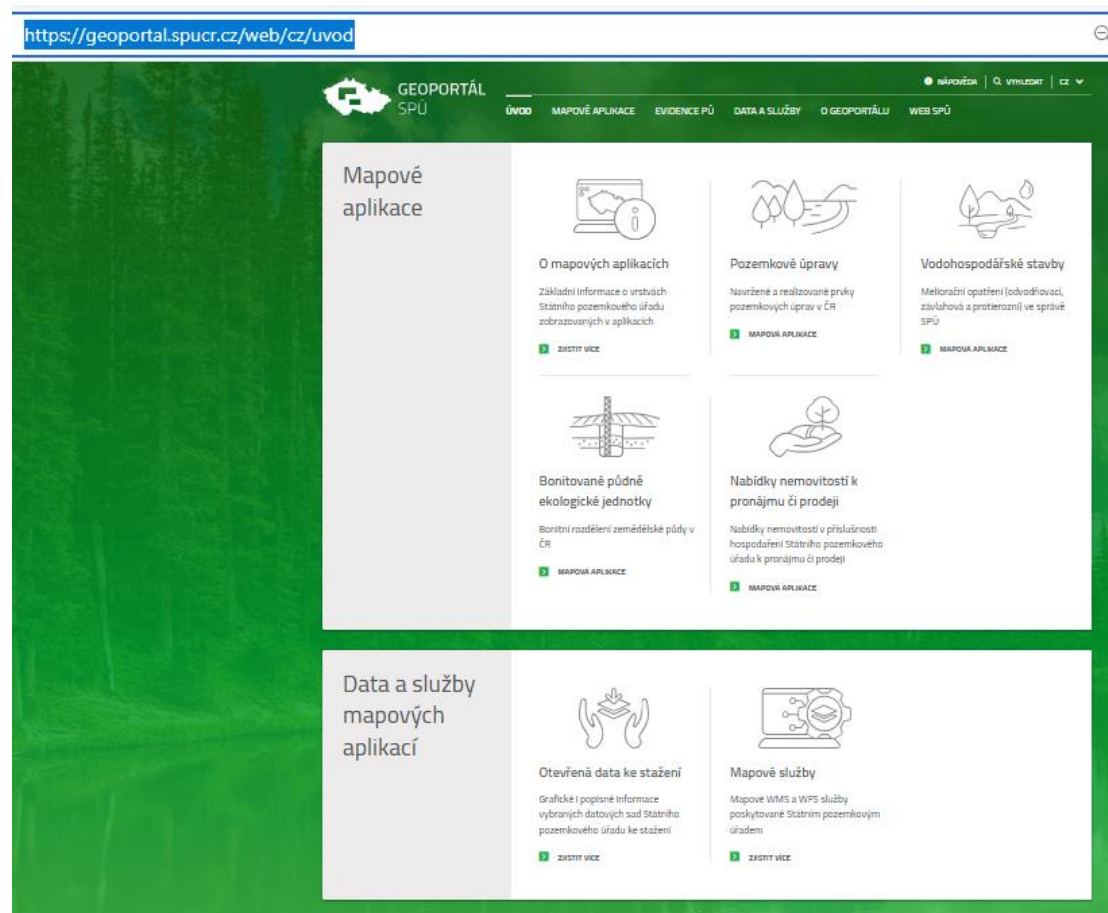 https://geoportal.spucr.cz/web/cz/uvod
GEOPORTÁL
SPÚ
NÁPOVĚDA
VYHLEDAT
CZ
ÚVOD
MAPOVÉ APLIKACE
EVIDENCE PÚ
DATA A SLUŽBY
O GEOPORTÁLU
WEB SPÚ
Mapové
aplikace
O mapových aplikacích
Základní informace o vrstvách
Státního pozemkového úřadu
zobrazovaných v aplikacích
ZJISTIT VÍCE
Pozemkové úpravy
Navržené a realizované prvky
pozemkových úprav v ČR
MAPOVÁ APLIKACE
Vodohospodářské stavby
Meliorační opatření (odvodňovací,
závlahová a protierozní) ve správě
SPÚ
MAPOVÁ APLIKACE
Bonitované půdně
ekologické jednotky
Bonitní rozdělení zemědělské půdy v
ČR
MAPOVÁ APLIKACE
Nabídky nemovitostí k
pronájmu či prodeji
Nabídky nemovitostí v příslušnosti
hospodaření Státního pozemkového
úřadu k pronájmu či prodeji
MAPOVÁ APLIKACE
Data a služby
mapových
aplikací
Otevřená data ke stažení
Grafické i popisné informace
vybraných datových sad Státního
pozemkového úřadu ke stažení
ZJISTIT VÍCE
Mapové služby
Mapové WMS a WFS služby
poskytované Státním pozemkovým
úřadem
ZJISTIT VÍCE